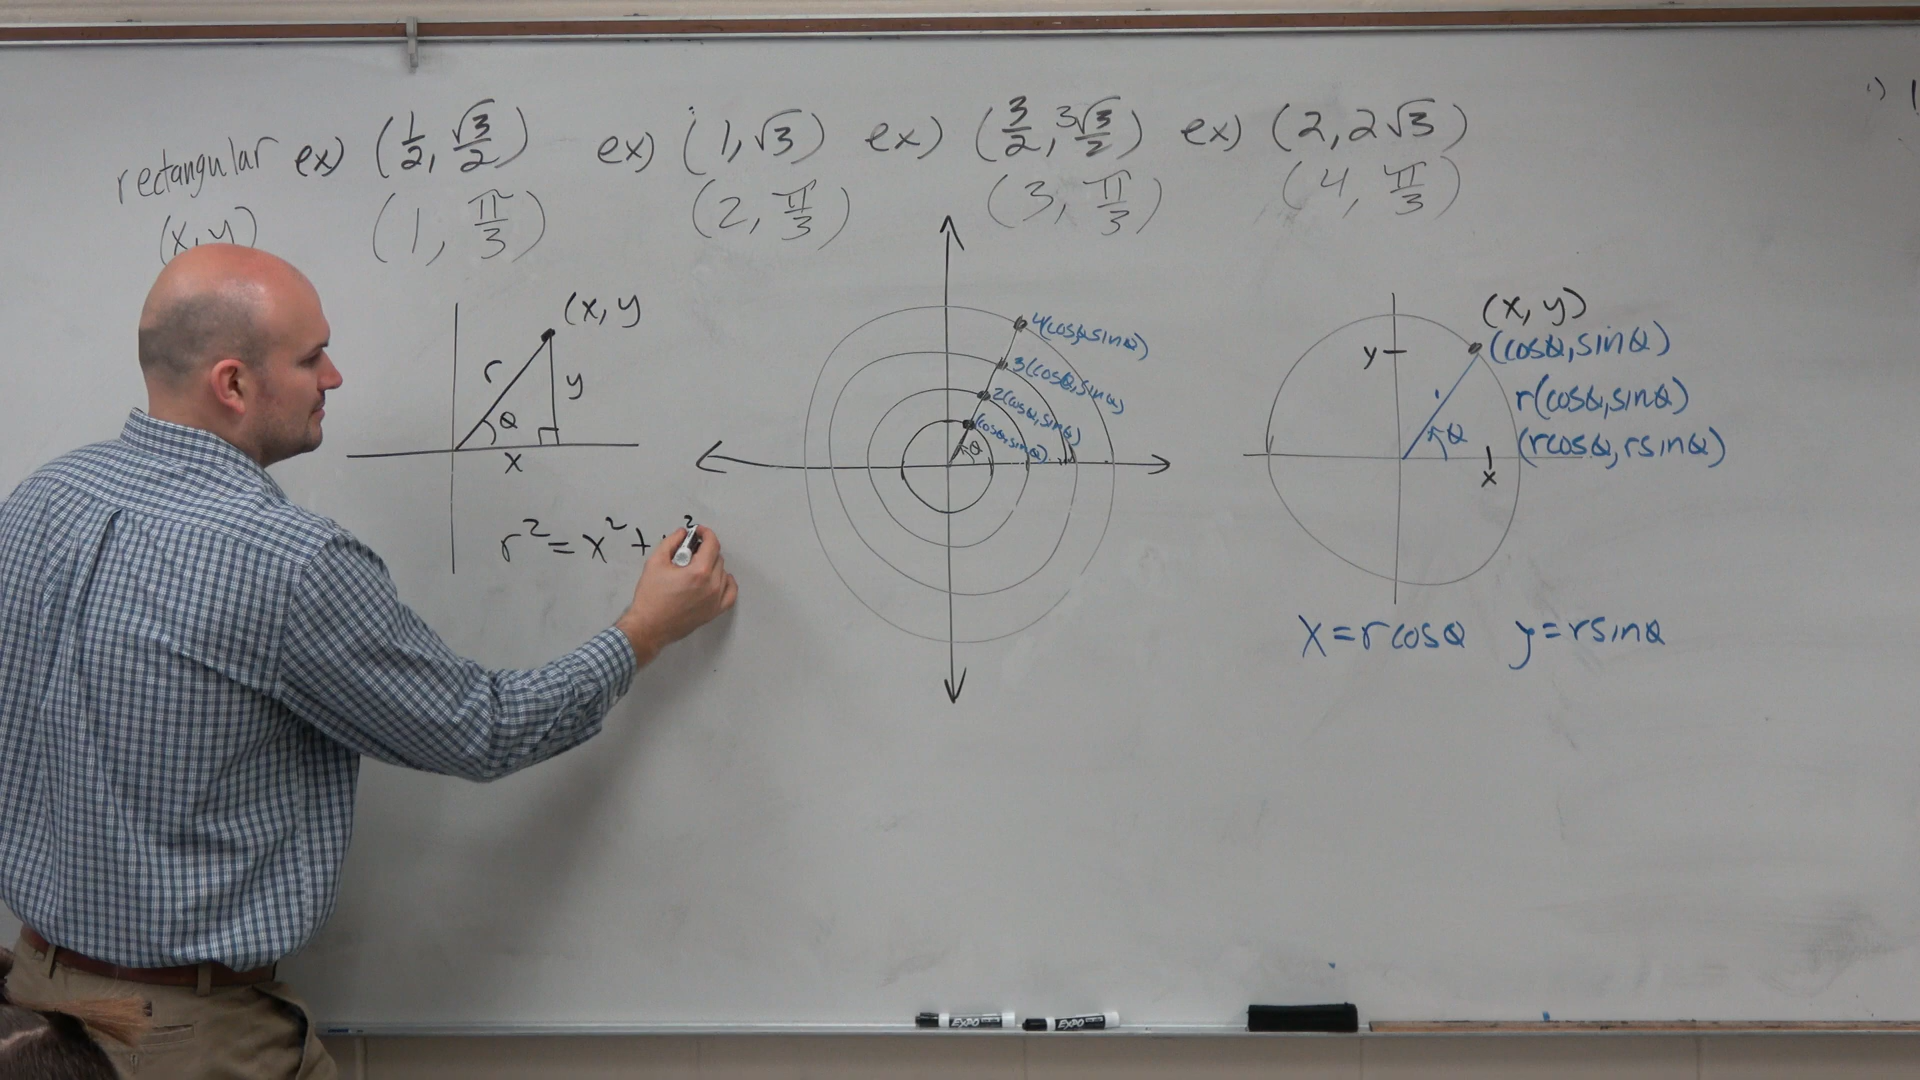 rectangular ex) (1/2, √3/2) ex) (1, √3) ex) (3/2, 3√3/2) ex) (2, 2√3)
(x, y) (1, π/3) (2, π/3) (3, π/3) (4, π/3)
(x, y
r
y
θ
x
r² = x² +
4(cosθ, sinθ)
3(cosθ, sinθ)
2(cosθ, sinθ)
(cosθ, sinθ)
θ
(x, y)
y
(cosθ, sinθ)
r(cosθ, sinθ)
θ
(rcosθ, rsinθ)
x
x = rcosθ y = rsinθ
EXPO EXPO